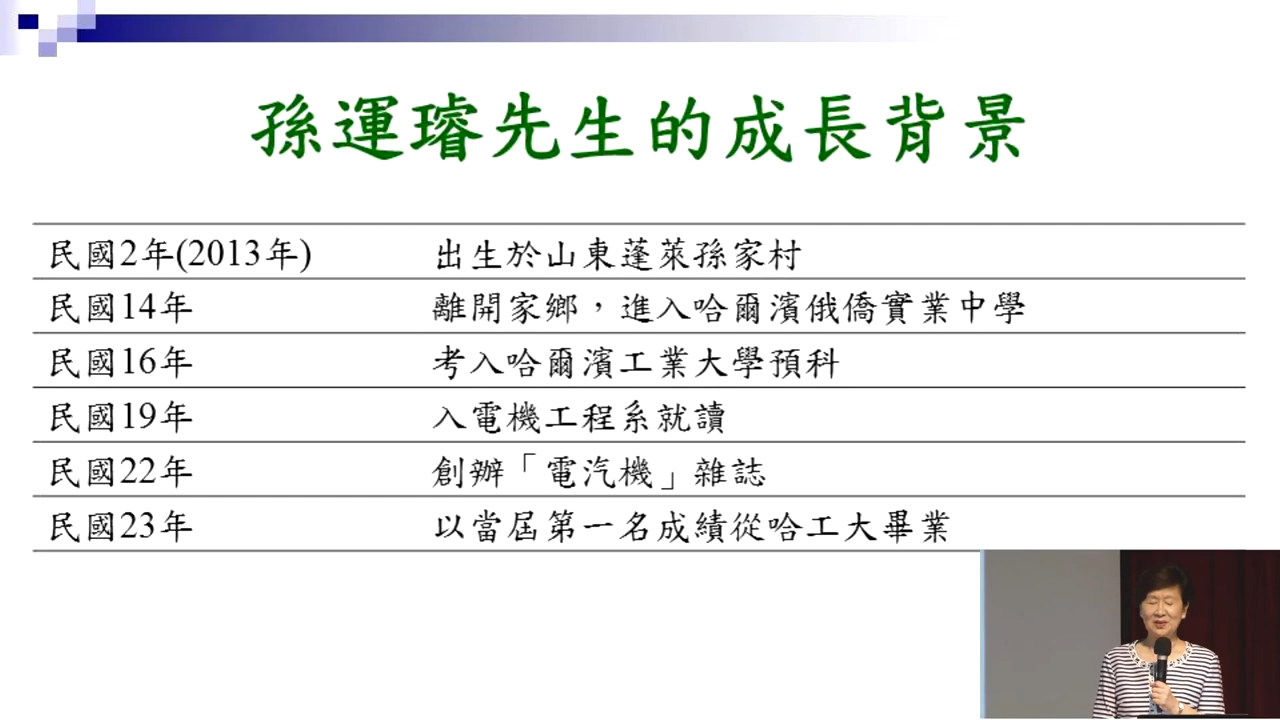 孫運璿先生的成長背景
民國2年(2013年) 出生於山東蓬萊孫家村
民國14年 離開家鄉，進入哈爾濱俄僑實業中學
民國16年 考入哈爾濱工業大學預科
民國19年 入電機工程系就讀
民國22年 創辦「電汽機」雜誌
民國23年 以當屆第一名成績從哈工大畢業